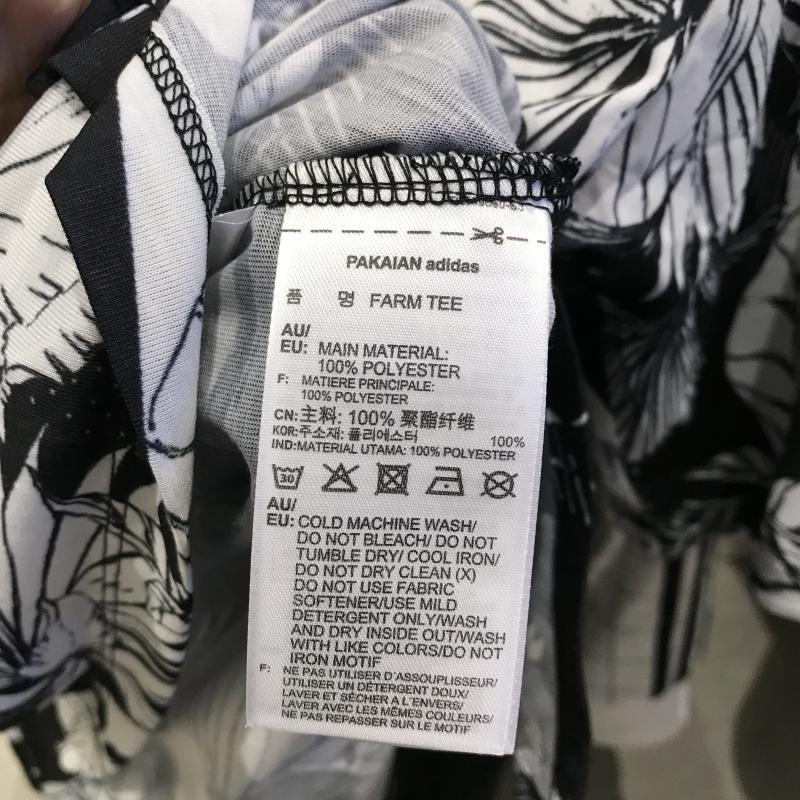 PAKAIAN adidas
품 명 FARM TEE
AU/
EU: MAIN MATERIAL:
100% POLYESTER
F: MATIERE PRINCIPALE:
100% POLYESTER
CN: 主料: 100% 聚酯纤维
KOR: 주소재: 폴리에스터 100%
IND: MATERIAL UTAMA: 100% POLYESTER
30
AU/
EU: COLD MACHINE WASH/
DO NOT BLEACH/ DO NOT
TUMBLE DRY/ COOL IRON/
DO NOT DRY CLEAN (X)
DO NOT USE FABRIC
SOFTENER/USE MILD
DETERGENT ONLY/WASH
AND DRY INSIDE OUT/WASH
WITH LIKE COLORS/DO NOT
IRON MOTIF
F: NE PAS UTILISER D'ASSOUPLISSEUR/
UTILISER UN DÉTERGENT DOUX/
LAVER ET SÉCHER A L'ENVERS/
LAVER AVEC LES MÊMES COULEURS/
NE PAS REPASSER SUR LE MOTIF